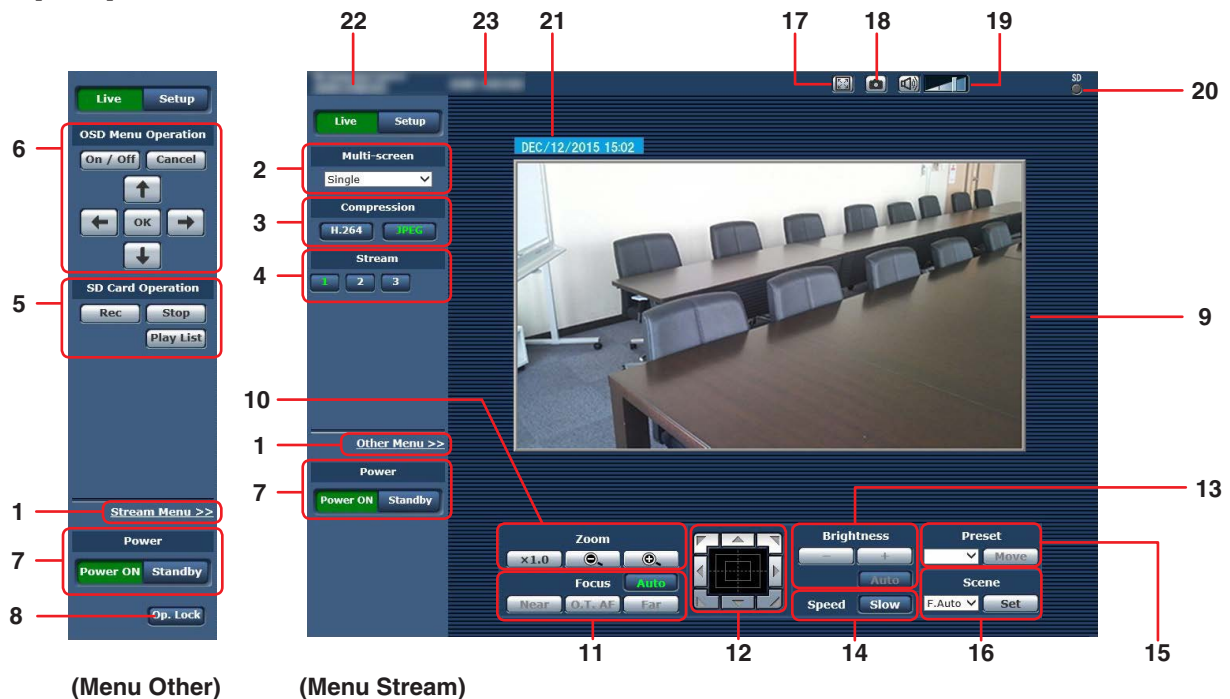 22 23 21 17 18 19
SD
20
Live Setup
OSD Menu Operation
On / Off Cancel
OK
6
SD Card Operation
Rec Stop
Play List
5
1 Stream Menu >>
Power
7
Power ON Standby
8 Op. Lock
(Menu Other)
Live Setup
Multi-screen
2
Single
Compression
3
H.264 JPEG
Stream
4
1 2 3
10
1 Other Menu >>
Power
7
Power ON Standby
(Menu Stream)
DEC/12/2015 15:02
9
13
Zoom
×1.0
Focus Auto
Near O.T. AF Far
Brightness
- +
Auto
Speed Slow
Preset
Move
Scene
F.Auto Set
15
11 12 14 16